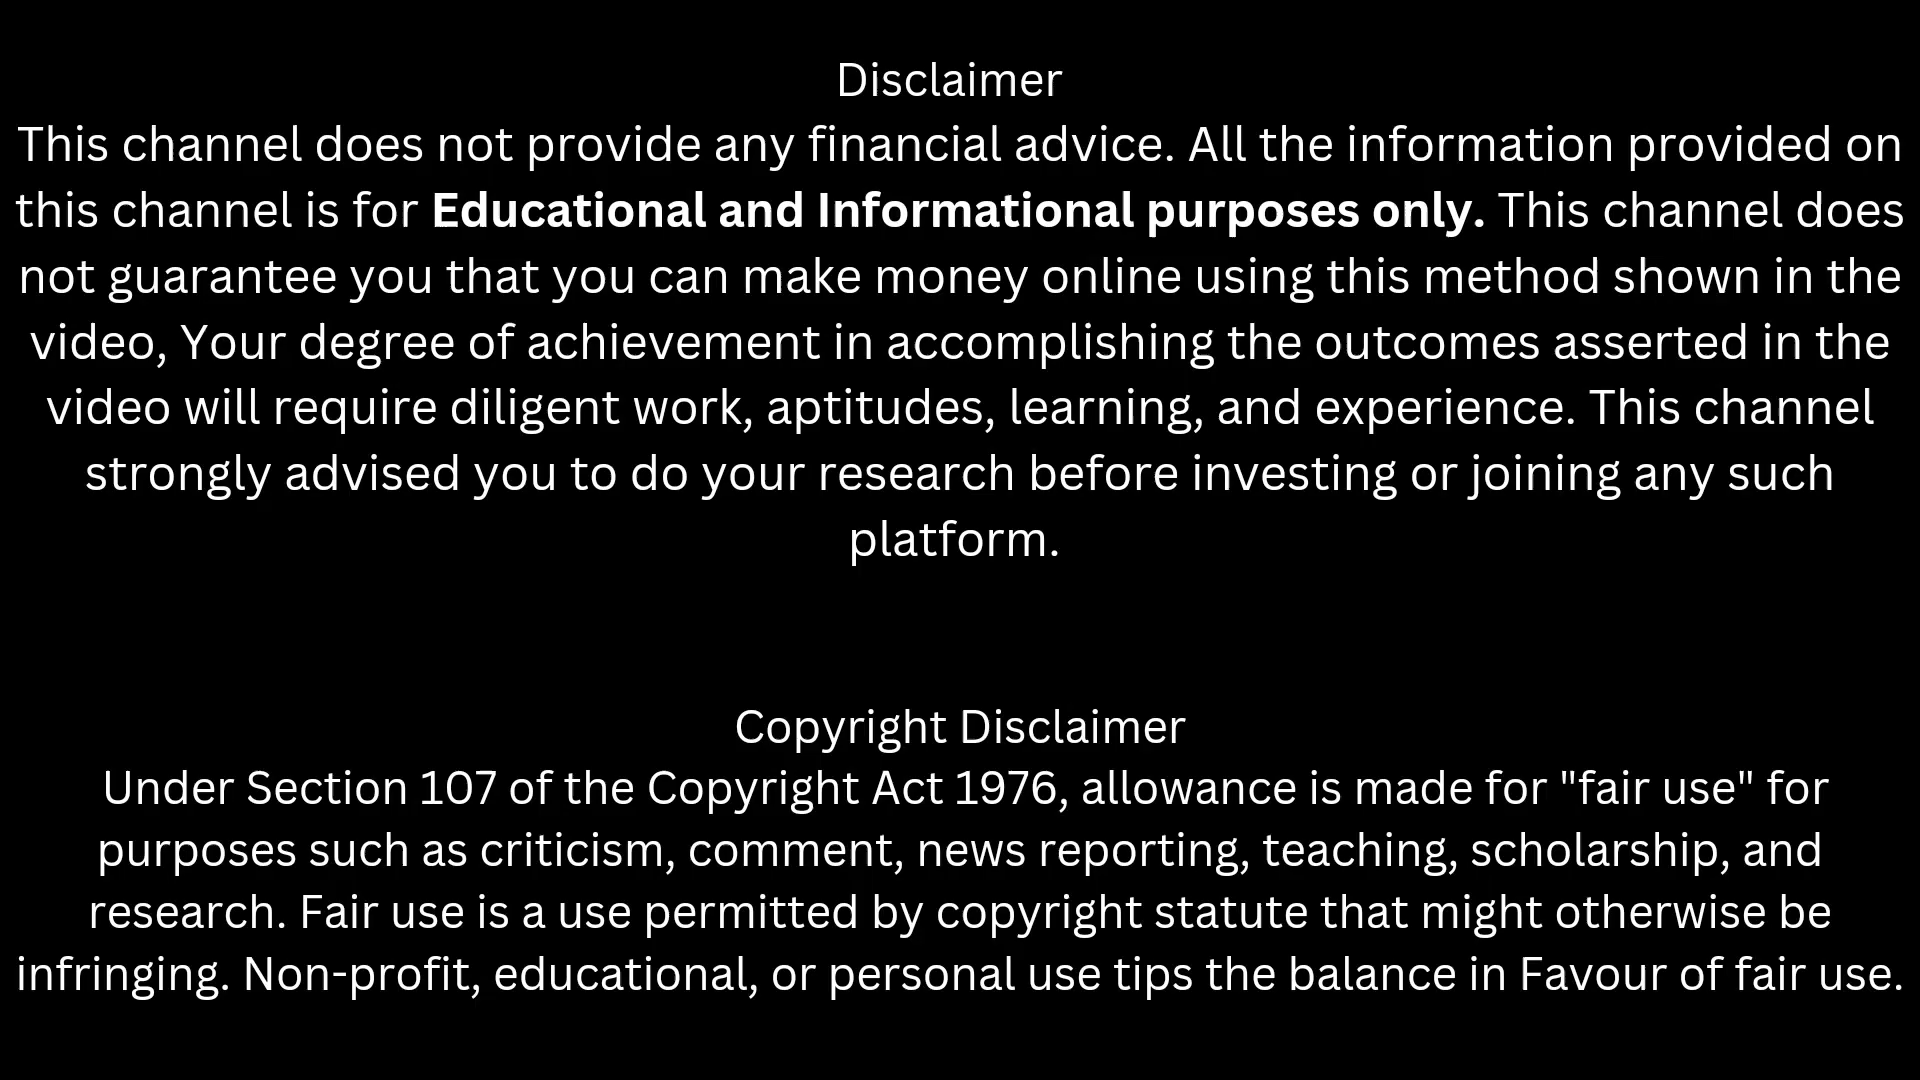 Disclaimer
This channel does not provide any financial advice. All the information provided on
this channel is for Educational and Informational purposes only. This channel does
not guarantee you that you can make money online using this method shown in the
video, Your degree of achievement in accomplishing the outcomes asserted in the
video will require diligent work, aptitudes, learning, and experience. This channel
strongly advised you to do your research before investing or joining any such
platform.
Copyright Disclaimer
Under Section 107 of the Copyright Act 1976, allowance is made for "fair use" for
purposes such as criticism, comment, news reporting, teaching, scholarship, and
research. Fair use is a use permitted by copyright statute that might otherwise be
infringing. Non-profit, educational, or personal use tips the balance in Favour of fair use.